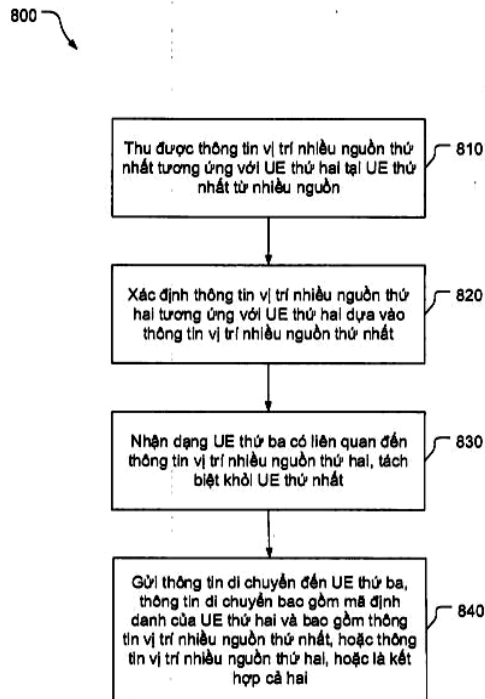 800
Thu được thông tin vị trí nhiều nguồn thứ
nhất tương ứng với UE thứ hai tại UE thứ
nhất từ nhiều nguồn
810
Xác định thông tin vị trí nhiều nguồn thứ
hai tương ứng với UE thứ hai dựa vào
thông tin vị trí nhiều nguồn thứ nhất
820
Nhận dạng UE thứ ba có liên quan đến
thông tin vị trí nhiều nguồn thứ hai, tách
biệt khỏi UE thứ nhất
830
Gửi thông tin di chuyển đến UE thứ ba,
thông tin di chuyển bao gồm mã định
danh của UE thứ hai và bao gồm thông
tin vị trí nhiều nguồn thứ nhất, hoặc thông
tin vị trí nhiều nguồn thứ hai, hoặc là kết
hợp cả hai
840